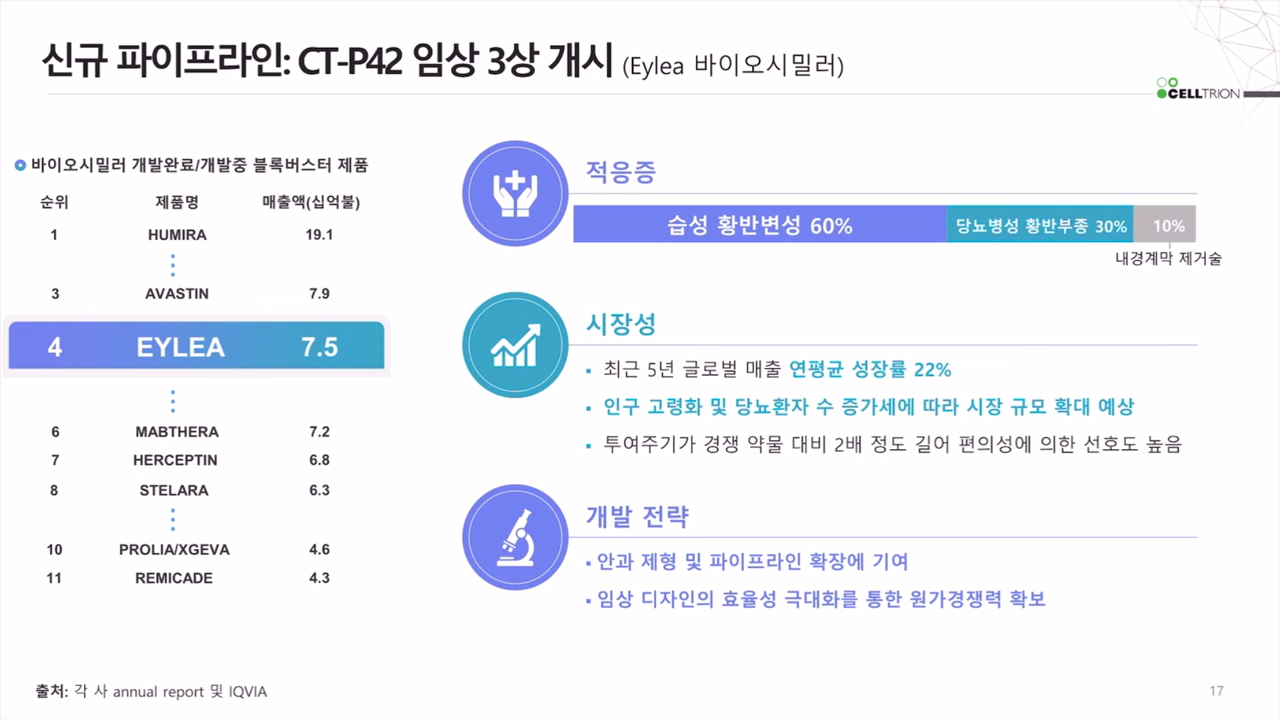 신규 파이프라인: CT-P42 임상 3상 개시 (Eylea 바이오시밀러)
CELLTRION
바이오시밀러 개발완료/개발중 블록버스터 제품
순위 제품명 매출액(십억불)
1 HUMIRA 19.1
3 AVASTIN 7.9
4 EYLEA 7.5
6 MABTHERA 7.2
7 HERCEPTIN 6.8
8 STELARA 6.3
10 PROLIA/XGEVA 4.6
11 REMICADE 4.3
적응증
습성 황반변성 60% 당뇨병성 황반부종 30% 10%
내경계막 제거술
시장성
▪ 최근 5년 글로벌 매출 연평균 성장률 22%
▪ 인구 고령화 및 당뇨환자 수 증가세에 따라 시장 규모 확대 예상
▪ 투여주기가 경쟁 약물 대비 2배 정도 길어 편의성에 의한 선호도 높음
개발 전략
▪ 안과 제형 및 파이프라인 확장에 기여
▪ 임상 디자인의 효율성 극대화를 통한 원가경쟁력 확보
출처: 각 사 annual report 및 IQVIA
17